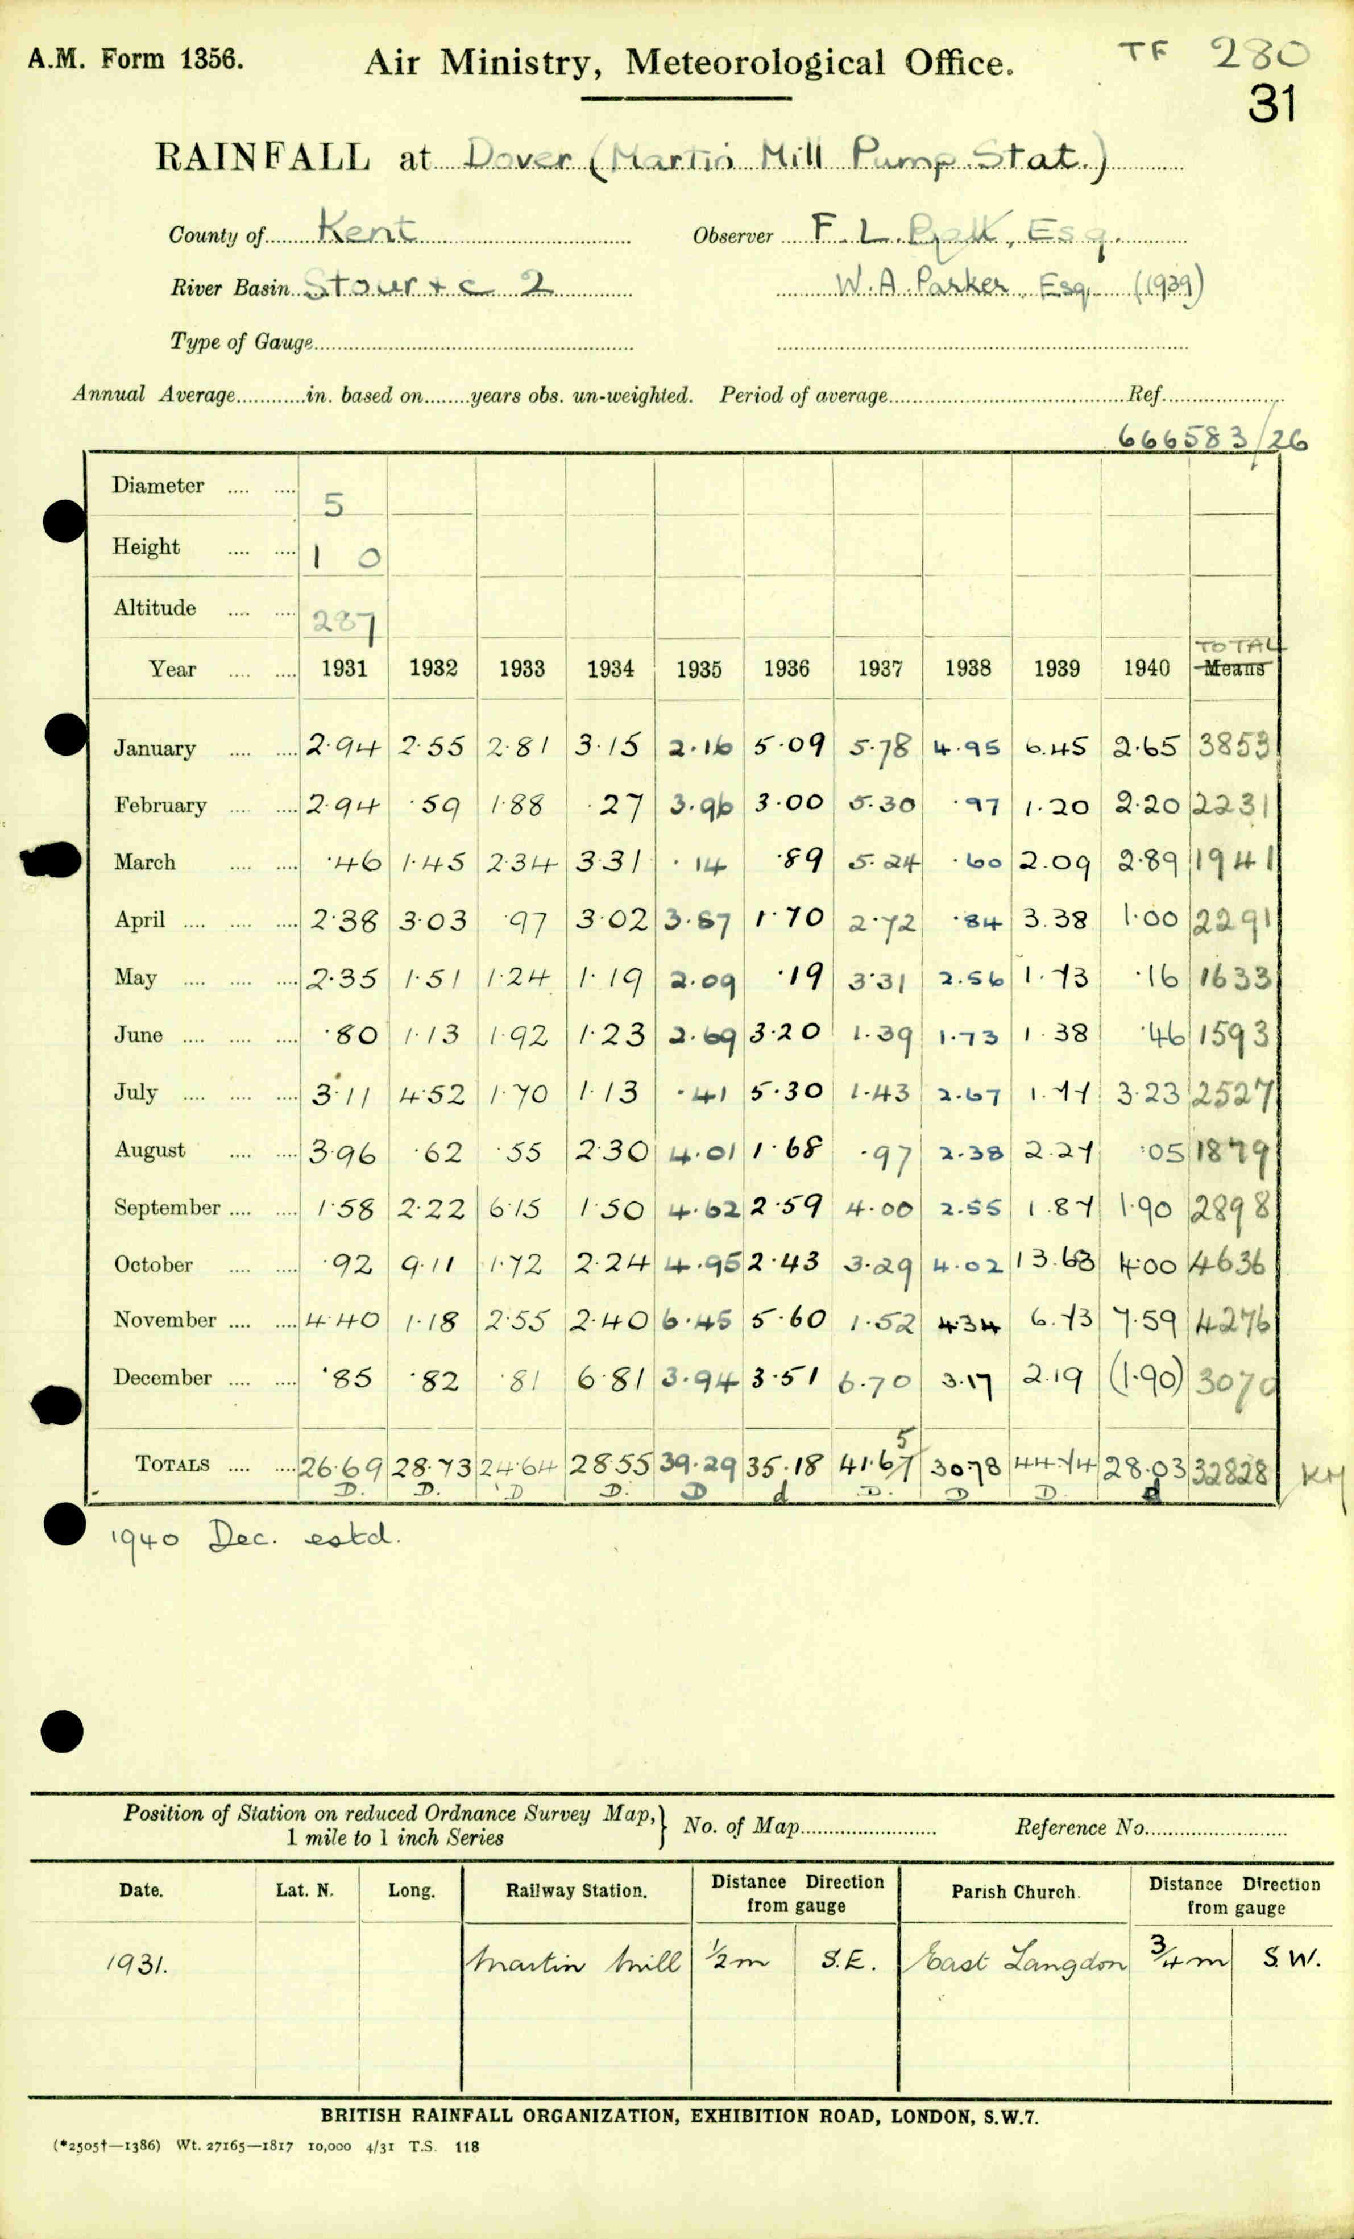 A.M. Form 1356.
Air Ministry, Meteorological Office.
TF 280
31
RAINFALL at Dover (Martin Mill Pump Stat.)
County of Kent Observer F. L. Esq.
River Basin Stour &c 2 W. A. Parker, Esq. (1939)
Type of Gauge
Annual Average in. based on years obs. un-weighted. Period of average Ref.
666583/26
Diameter 5
Height 1 0
Altitude 287
TOTAL
Year 1931 1932 1933 1934 1935 1936 1937 1938 1939 1940 Means
January 2.94 2.55 2.81 3.15 2.16 5.09 5.78 4.95 6.45 2.65 3853
February 2.94 .59 1.88 .27 3.96 3.00 5.30 .97 1.20 2.20 2231
March .46 1.45 2.34 3.31 .14 .89 5.24 .60 2.09 2.89 1941
April 2.38 3.03 .97 3.02 3.87 1.70 2.72 .84 3.38 1.00 2291
May 2.35 1.51 1.24 1.19 2.09 .19 3.31 2.56 1.73 .16 1633
June .80 1.13 1.92 1.23 2.69 3.20 1.39 1.73 1.38 .46 1593
July 3.11 4.52 1.70 1.13 .41 5.30 1.43 2.67 1.77 3.23 2527
August 3.96 .62 .55 2.30 4.01 1.68 .97 2.38 2.27 .05 1879
September 1.58 2.22 6.15 1.50 4.62 2.59 4.00 2.55 1.87 1.90 2898
October .92 9.11 1.72 2.24 4.95 2.43 3.29 4.02 13.68 4.00 4636
November 4.40 1.18 2.55 2.40 6.45 5.60 1.52 4.34 6.73 7.59 4276
December .85 .82 .81 6.81 3.94 3.51 6.70 3.17 2.19 (1.90) 3070
5
TOTALS 26.69 28.73 24.64 28.55 39.29 35.18 41.67 30.78 44.74 28.03 32828 KM
D. D. D D. D d D. D D. d
1940 Dec. estd.
Position of Station on reduced Ordnance Survey Map, 1 mile to 1 inch Series } No. of Map Reference No.
Date. Lat. N. Long. Railway Station. Distance Direction from gauge Parish Church. Distance Direction from gauge
1931. Martin Mill ½m S.E. East Langdon ¾m S.W.
BRITISH RAINFALL ORGANIZATION, EXHIBITION ROAD, LONDON, S.W.7.
(*2505†—1386) Wt. 27165—1817 10,000 4/31 T.S. 118